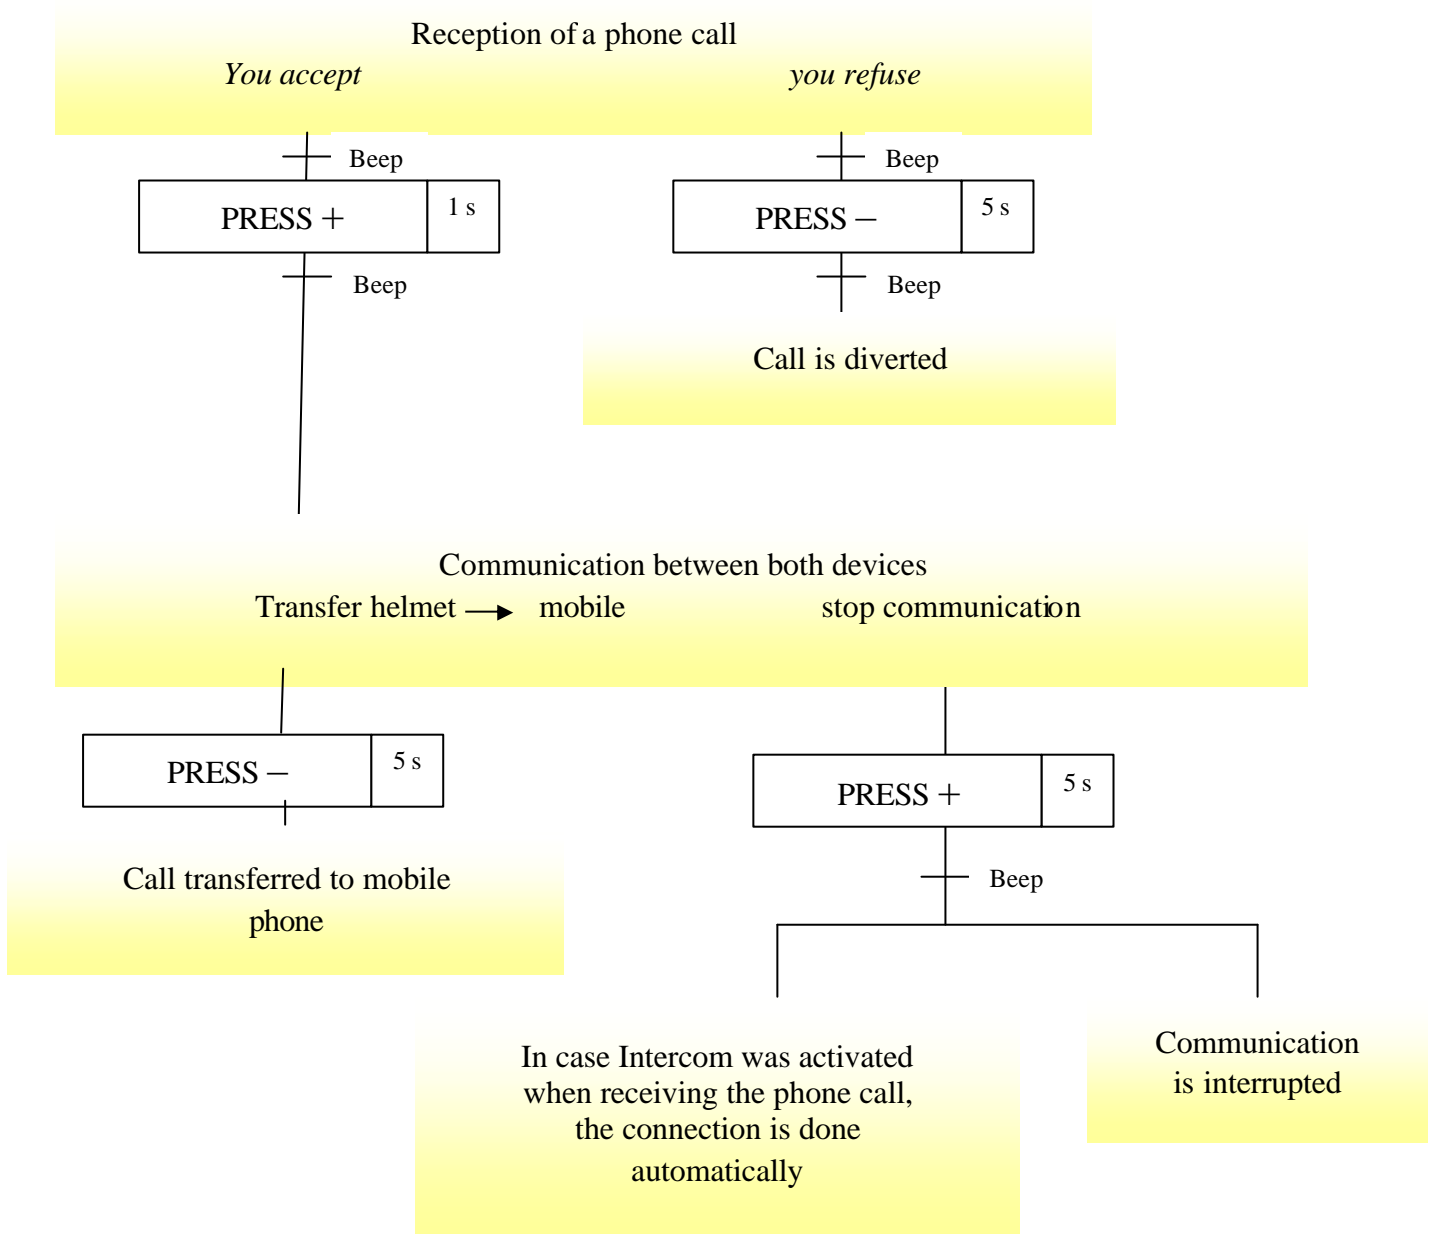 Reception of a phone call
You accept you refuse
Beep Beep
PRESS + 1 s PRESS – 5 s
Beep Beep
Call is diverted
Communication between both devices
Transfer helmet → mobile stop communication
PRESS – 5 s
PRESS + 5 s
Call transferred to mobile
phone
Beep
In case Intercom was activated
when receiving the phone call,
the connection is done
automatically
Communication
is interrupted